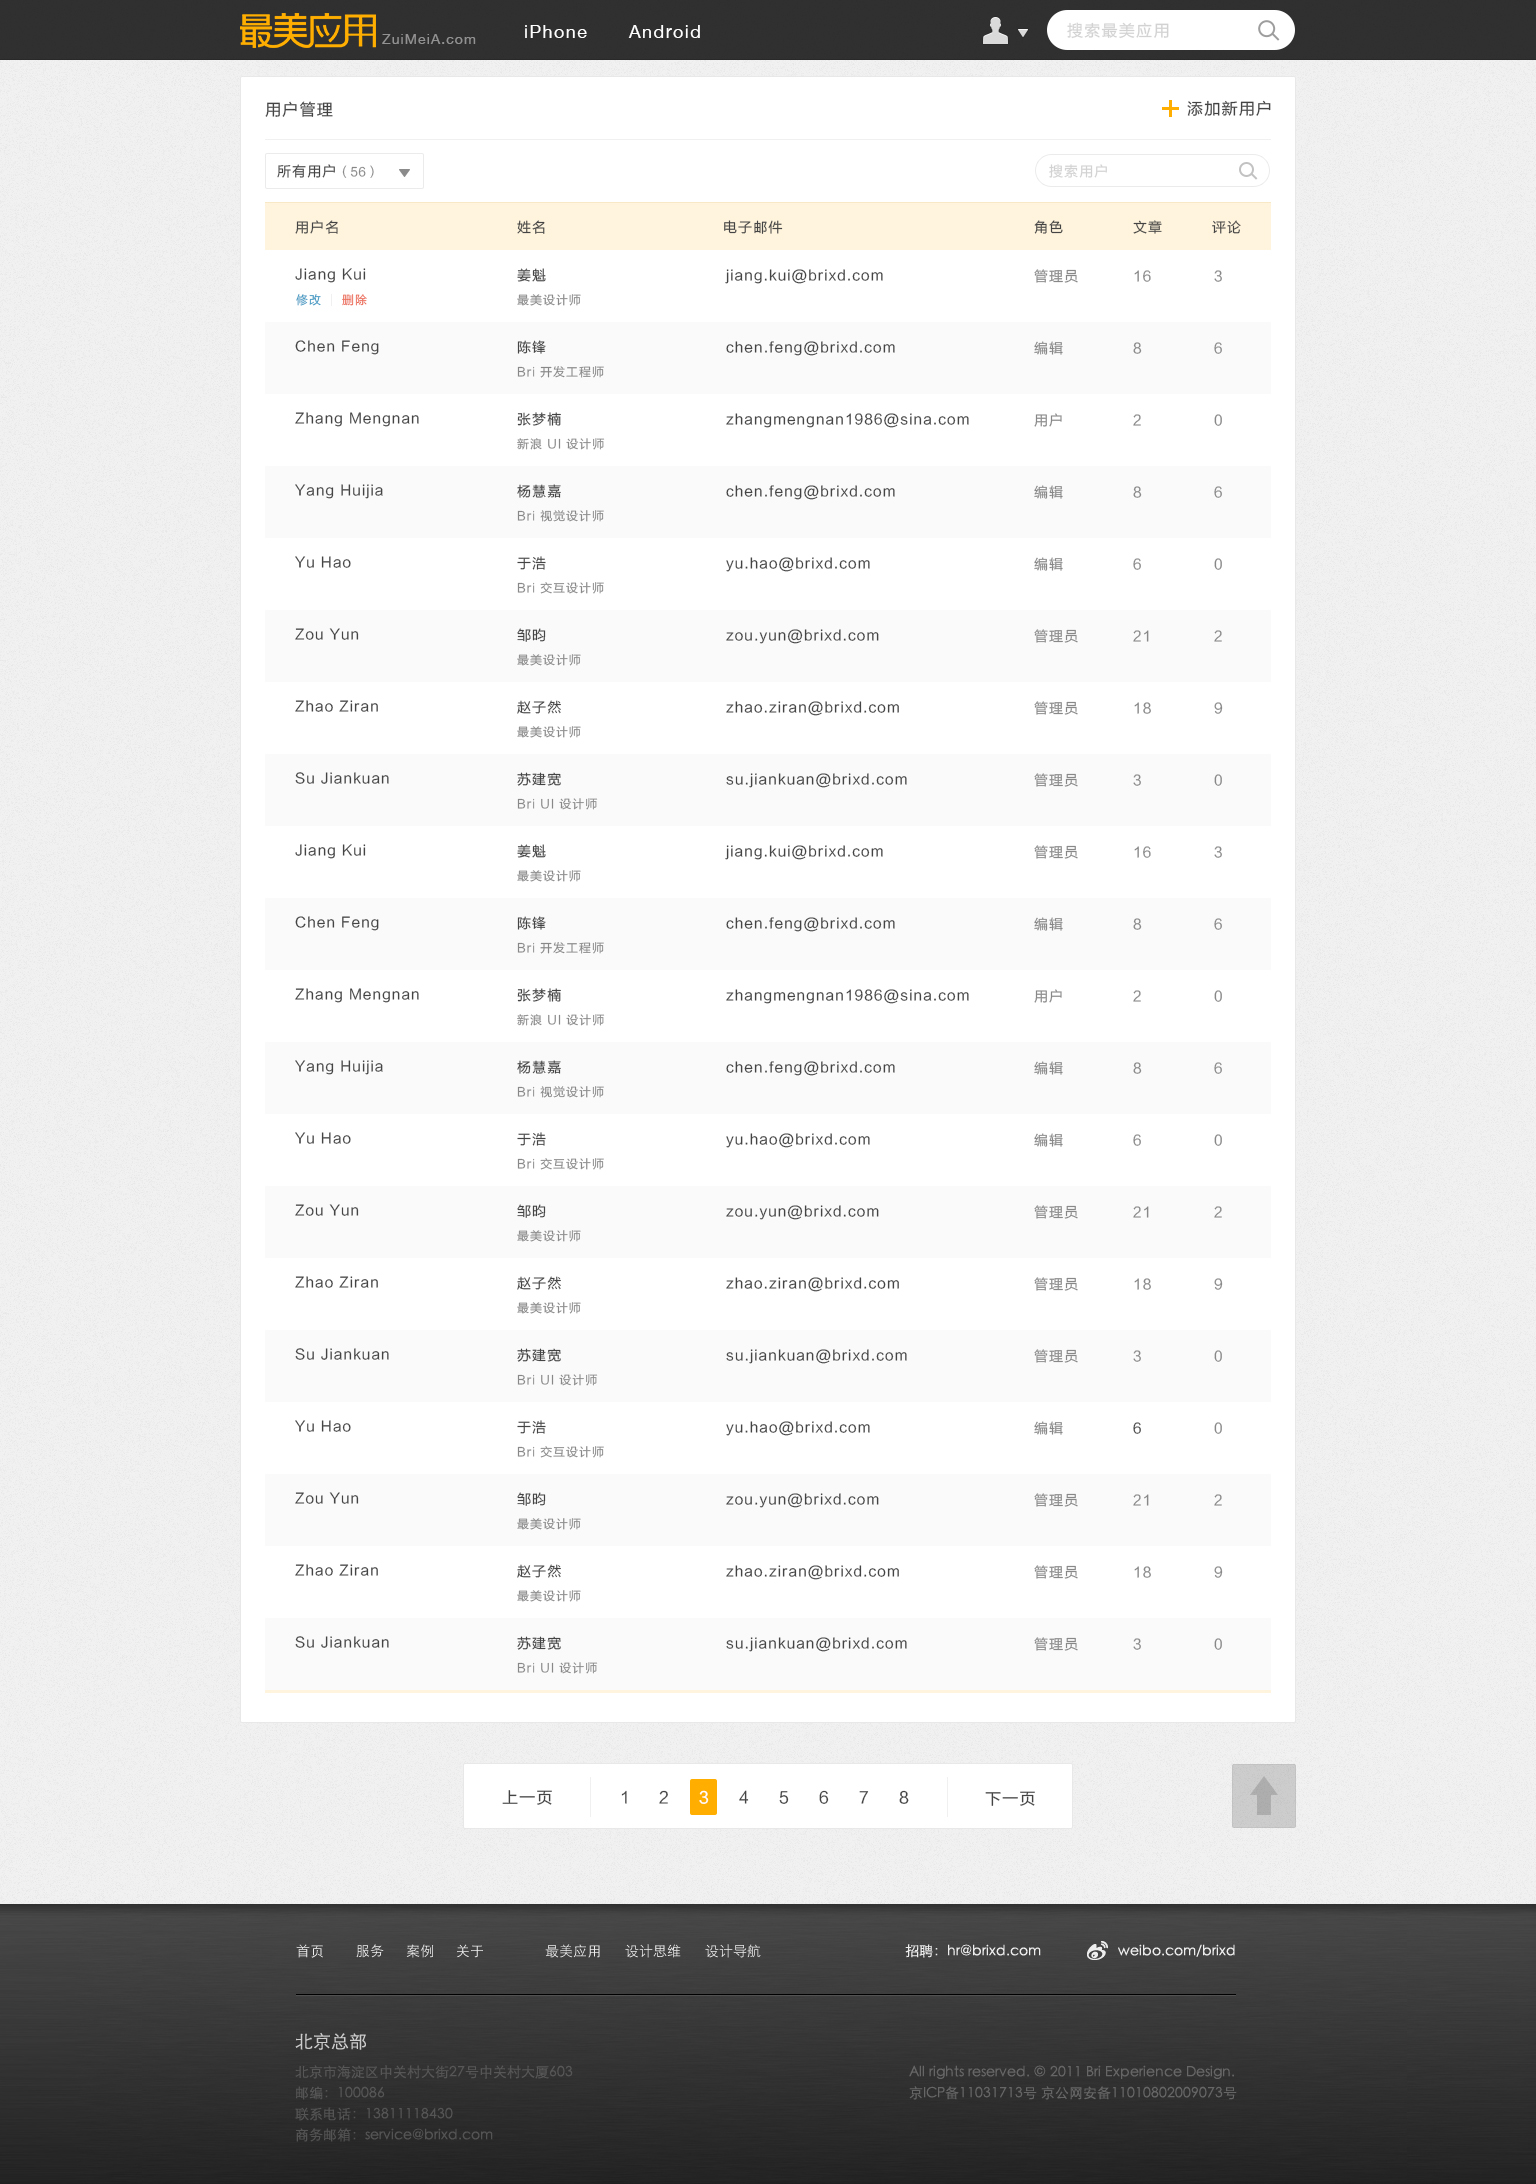 最美应用 ZuiMeiA.com iPhone Android 搜索最美应用
用户管理 添加新用户
所有用户 ( 56 ) 搜索用户
用户名 姓名 电子邮件 角色 文章 评论
Jiang Kui 姜魁 jiang.kui@brixd.com 管理员 16 3
修改 删除 最美设计师
Chen Feng 陈锋 chen.feng@brixd.com 编辑 8 6
Bri 开发工程师
Zhang Mengnan 张梦楠 zhangmengnan1986@sina.com 用户 2 0
新浪 UI 设计师
Yang Huijia 杨慧嘉 chen.feng@brixd.com 编辑 8 6
Bri 视觉设计师
Yu Hao 于浩 yu.hao@brixd.com 编辑 6 0
Bri 交互设计师
Zou Yun 邹昀 zou.yun@brixd.com 管理员 21 2
最美设计师
Zhao Ziran 赵子然 zhao.ziran@brixd.com 管理员 18 9
最美设计师
Su Jiankuan 苏建宽 su.jiankuan@brixd.com 管理员 3 0
Bri UI 设计师
Jiang Kui 姜魁 jiang.kui@brixd.com 管理员 16 3
最美设计师
Chen Feng 陈锋 chen.feng@brixd.com 编辑 8 6
Bri 开发工程师
Zhang Mengnan 张梦楠 zhangmengnan1986@sina.com 用户 2 0
新浪 UI 设计师
Yang Huijia 杨慧嘉 chen.feng@brixd.com 编辑 8 6
Bri 视觉设计师
Yu Hao 于浩 yu.hao@brixd.com 编辑 6 0
Bri 交互设计师
Zou Yun 邹昀 zou.yun@brixd.com 管理员 21 2
最美设计师
Zhao Ziran 赵子然 zhao.ziran@brixd.com 管理员 18 9
最美设计师
Su Jiankuan 苏建宽 su.jiankuan@brixd.com 管理员 3 0
Bri UI 设计师
Yu Hao 于浩 yu.hao@brixd.com 编辑 6 0
Bri 交互设计师
Zou Yun 邹昀 zou.yun@brixd.com 管理员 21 2
最美设计师
Zhao Ziran 赵子然 zhao.ziran@brixd.com 管理员 18 9
最美设计师
Su Jiankuan 苏建宽 su.jiankuan@brixd.com 管理员 3 0
Bri UI 设计师
上一页 1 2 3 4 5 6 7 8 下一页
首页 服务 案例 关于 最美应用 设计思维 设计导航 招聘：hr@brixd.com weibo.com/brixd
北京总部
北京市海淀区中关村大街27号中关村大厦603 All rights reserved. © 2011 Bri Experience Design.
邮编：100086 京ICP备11031713号 京公网安备11010802009073号
联系电话：13811118430
商务邮箱：service@brixd.com